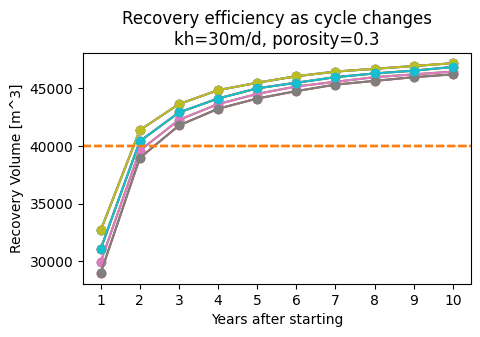 Recovery efficiency as cycle changes
kh=30m/d, porosity=0.3
Recovery Volume [m^3]
45000
40000
35000
30000
1 2 3 4 5 6 7 8 9 10
Years after starting